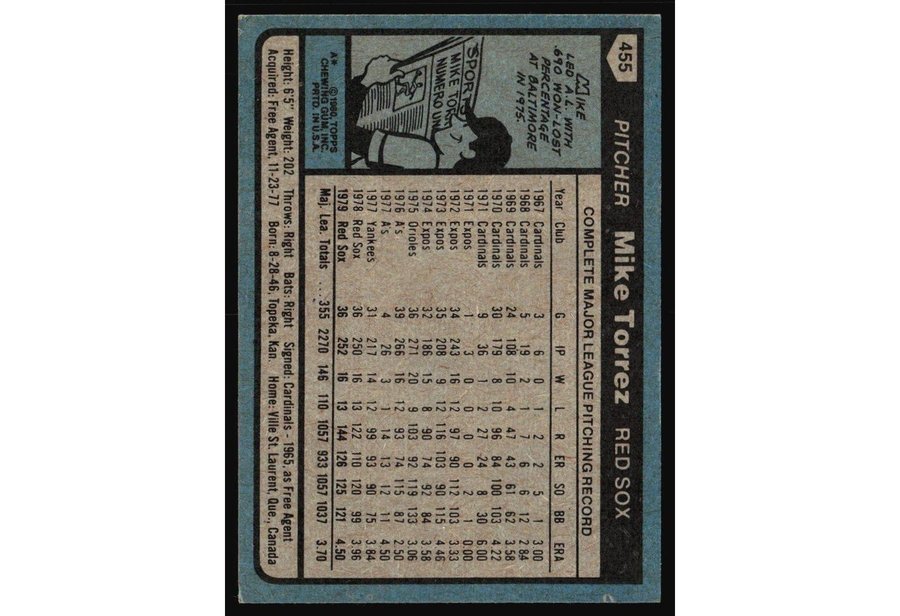 455 PITCHER Mike Torrez RED SOX
MIKE
LED A.L. WITH
.690 WON-LOST
PERCENTAGE
AT BALTIMORE
IN 1975.
SPORTS
MIKE TORR
NUMERO UN
A* © 1980, TOPPS
CHEWING GUM, INC.
PRTD. IN U.S.A.
COMPLETE MAJOR LEAGUE PITCHING RECORD
Year Club G IP W L R ER SO BB ERA
1967 Cardinals 3 6 0 1 2 2 5 1 3.00
1968 Cardinals 5 19 2 1 7 6 6 12 2.84
1969 Cardinals 24 108 10 4 47 43 61 62 3.58
1970 Cardinals 30 179 8 10 96 84 100 103 4.22
1971 Cardinals 9 36 1 2 27 24 8 30 6.00
1971 Expos 1 3 0 0 0 0 2 1 0.00
1972 Expos 34 243 16 12 97 90 112 103 3.33
1973 Expos 35 208 9 12 116 103 90 115 4.46
1974 Expos 32 186 15 8 90 74 92 84 3.58
1975 Orioles 36 271 20 9 103 92 119 133 3.06
1976 A's 39 266 16 12 93 74 115 87 2.50
1977 A's 4 26 3 1 14 13 12 11 4.50
1977 Yankees 31 217 14 12 99 93 90 75 3.84
1978 Red Sox 36 250 16 13 122 110 120 99 3.96
1979 Red Sox 36 252 16 13 144 126 125 121 4.50
Maj. Lea. Totals ...355 2270 146 110 1057 933 1057 1037 3.70
Height: 6'5" Weight: 202 Throws: Right Bats: Right Signed: Cardinals - 1965, as Free Agent
Acquired: Free Agent, 11-23-77 Born: 8-28-46, Topeka, Kan. Home: Ville St. Laurent, Que., Canada